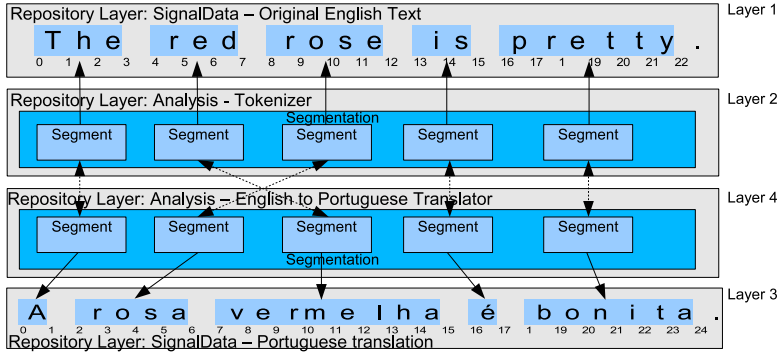 Repository Layer: SignalData – Original English Text
Layer 1
The red rose is pretty.
0 1 2 3 4 5 6 7 8 9 10 11 12 13 14 15 16 17 1 19 20 21 22
Repository Layer: Analysis - Tokenizer
Layer 2
Segmentation
Segment Segment Segment Segment Segment
Repository Layer: Analysis – English to Portuguese Translator
Layer 4
Segment Segment Segment Segment Segment
Segmentation
Layer 3
A rosa vermelha é bonita.
0 1 2 3 4 5 6 7 8 9 10 11 12 13 14 15 16 17 1 19 20 21 22 23 24
Repository Layer: SignalData – Portuguese translation